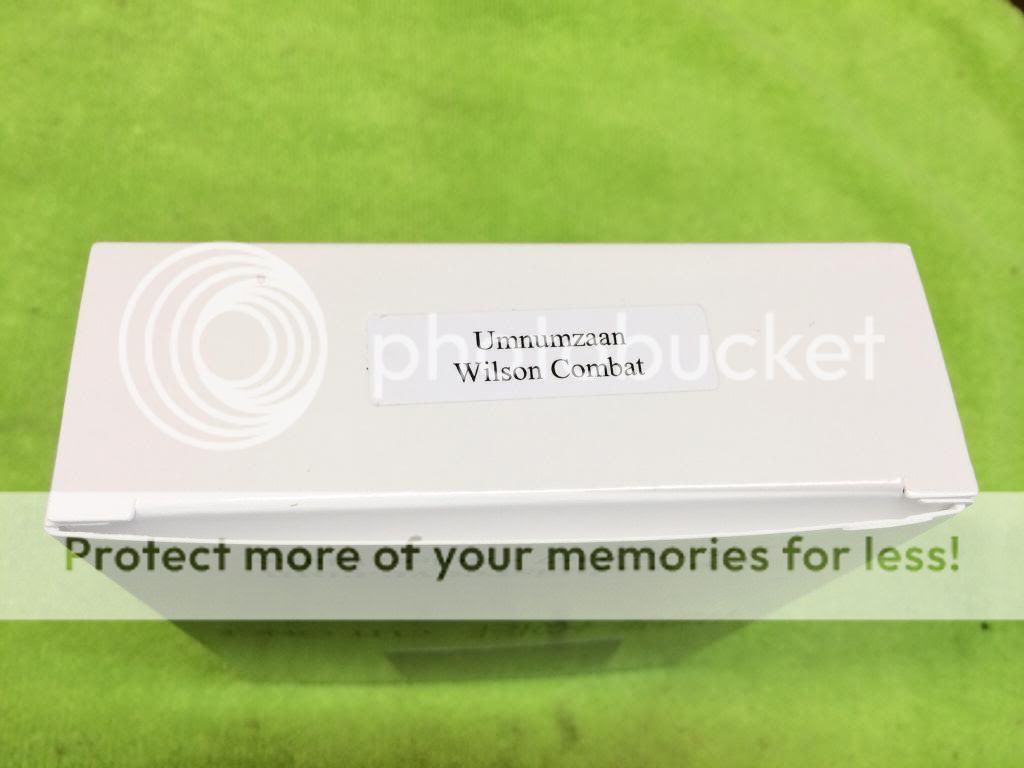 Umnumzaan
Wilson Combat
photobucket
Protect more of your memories for less!